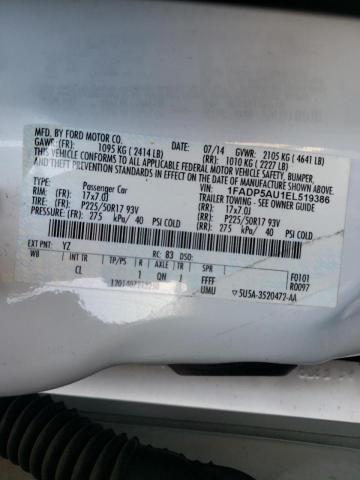 MFD. BY FORD MOTOR CO. 07/14 GVWR: 2105 KG ( 4641 LB)
GAWR: (FR): 1095 KG ( 2414 LB) (RR): 1010 KG ( 2227 LB)
THIS VEHICLE CONFORMS TO ALL APPLICABLE FEDERAL MOTOR VEHICLE SAFETY, BUMPER,
AND THEFT PREVENTION STANDARDS IN EFFECT ON THE DATE OF MANUFACTURE SHOWN ABOVE.
VIN: 1FADP5AU1EL519386
TYPE: Passenger Car TRAILER TOWING - SEE OWNER GUIDE
RIM: (FR): 17x7.0J (RR): 17x7.0J
TIRE: (FR): P225/50R17 93V (RR): P225/50R17 93V
PRESSURE: (FR): 275 kPa/ 40 PSI COLD (RR): 275 kPa/ 40 PSI COLD
EXT PNT: YZ RC: 83 DSO:
WB INT TR TP/PS R AXLE TR SPR F0101
CL 1 QN J FFFF R0097
UMU ▽5U5A-3520472-AA